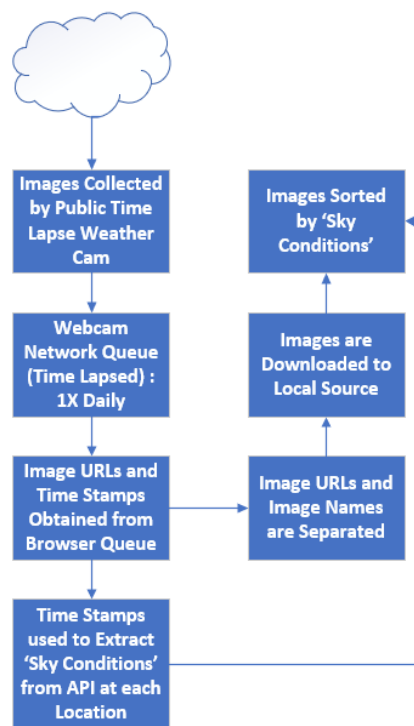 Images Collected
by Public Time
Lapse Weather
Cam
Webcam
Network Queue
(Time Lapsed) :
1X Daily
Image URLs and
Time Stamps
Obtained from
Browser Queue
Time Stamps
used to Extract
‘Sky Conditions’
from API at each
Location
Images Sorted
by ‘Sky
Conditions’
Images are
Downloaded to
Local Source
Image URLs and
Image Names
are Separated